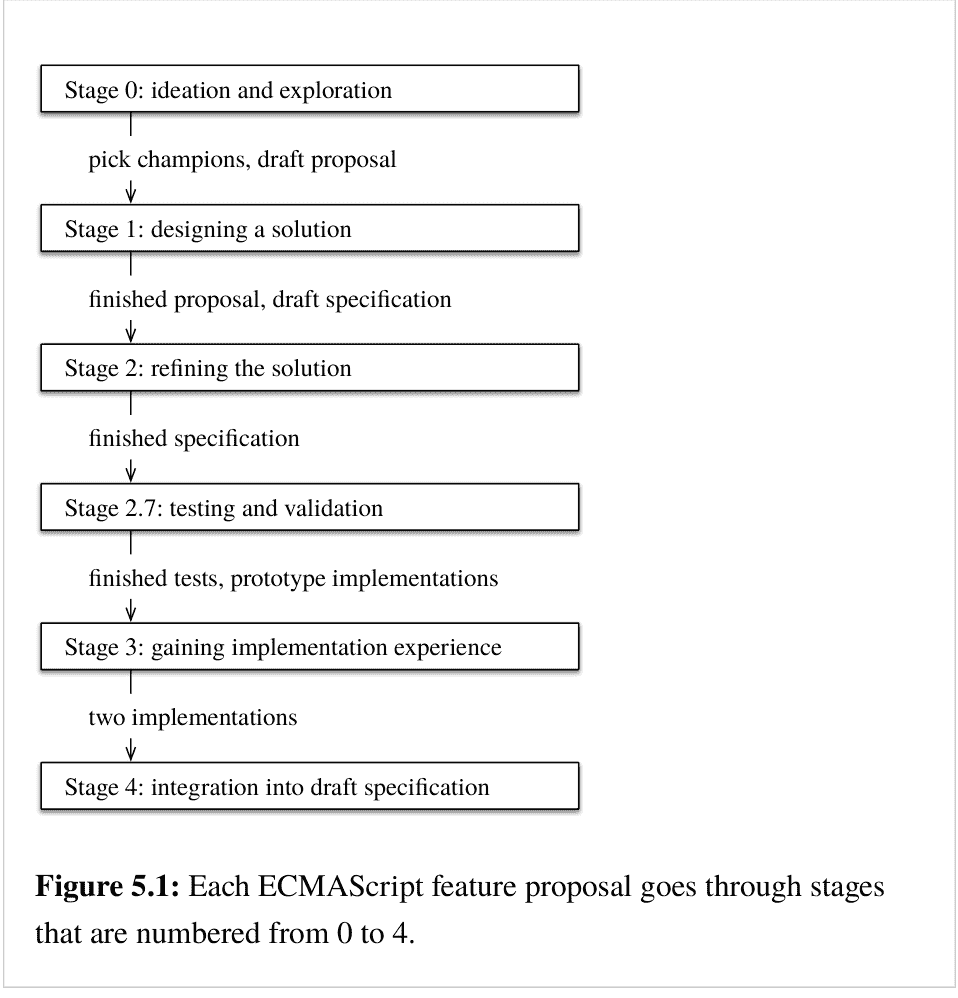 Stage 0: ideation and exploration
pick champions, draft proposal
Stage 1: designing a solution
finished proposal, draft specification
Stage 2: refining the solution
finished specification
Stage 2.7: testing and validation
finished tests, prototype implementations
Stage 3: gaining implementation experience
two implementations
Stage 4: integration into draft specification
Figure 5.1: Each ECMAScript feature proposal goes through stages
that are numbered from 0 to 4.